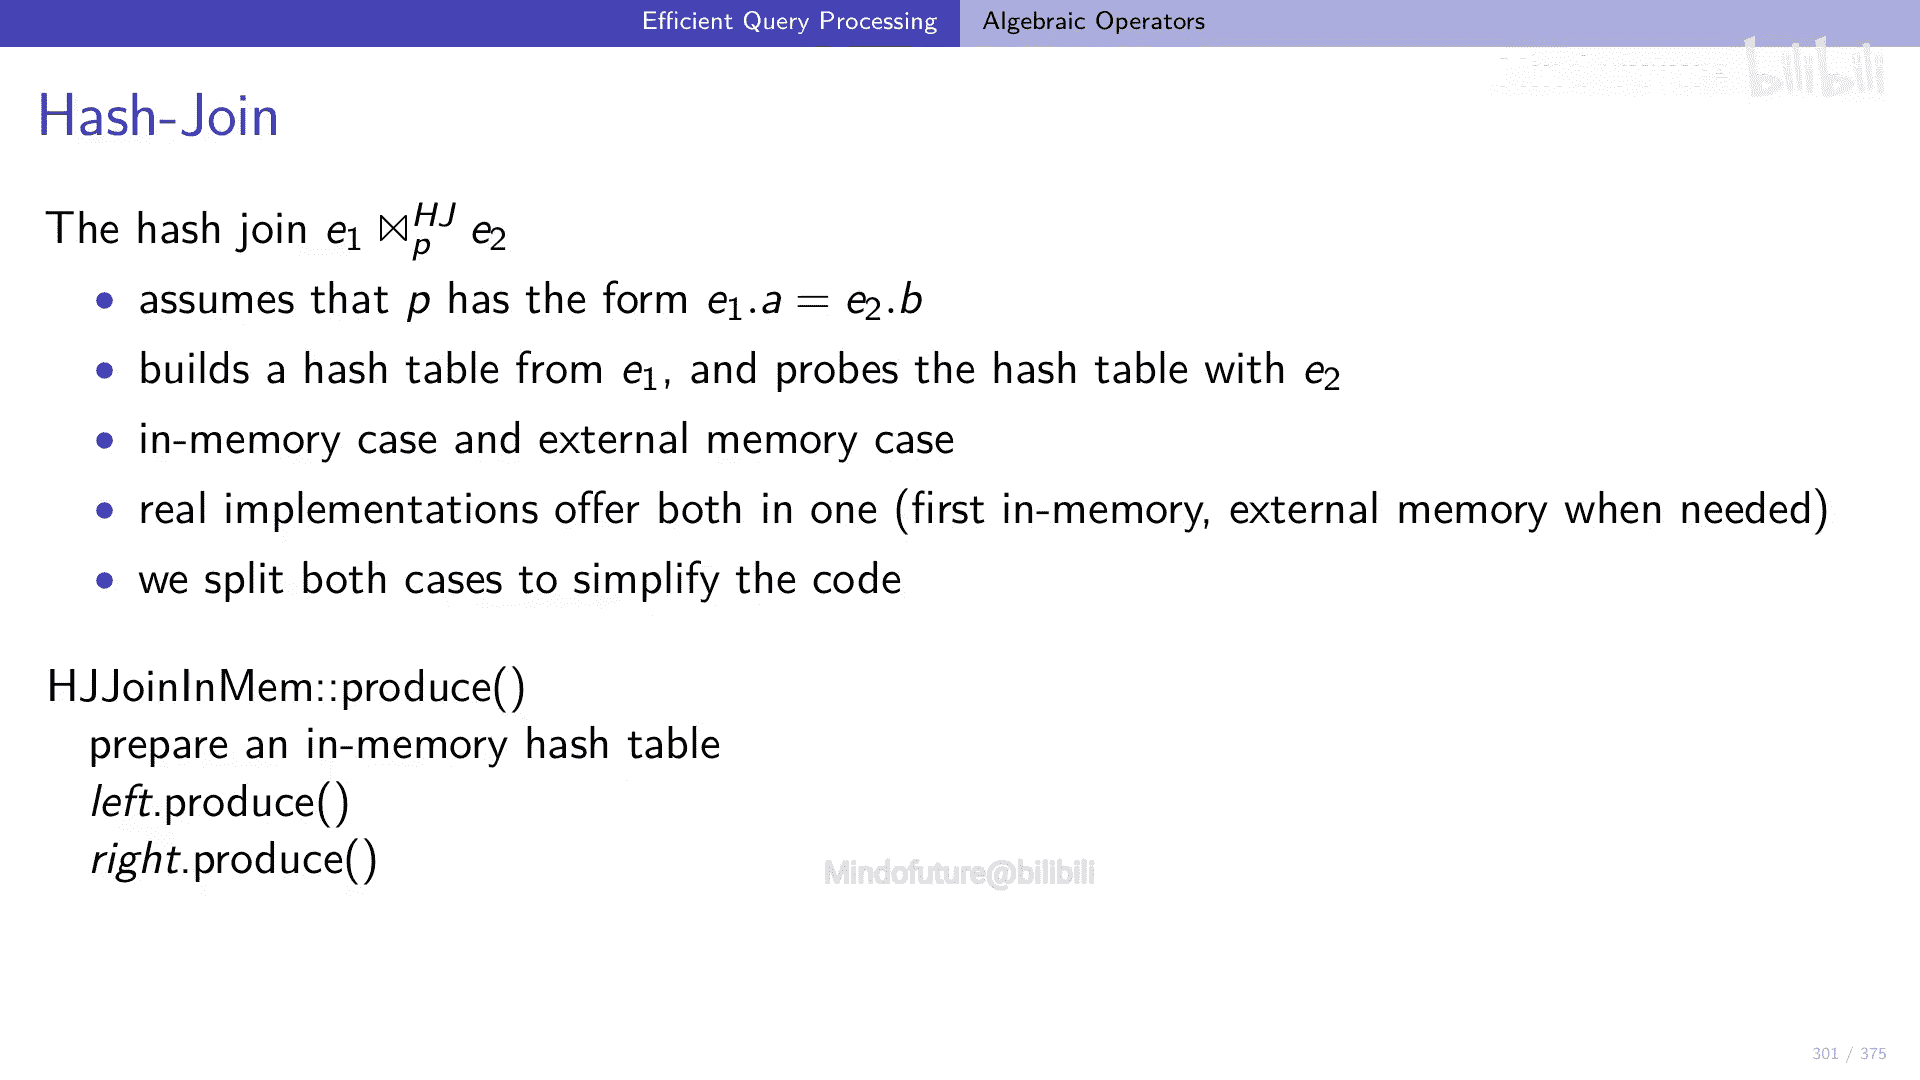 Efficient Query Processing Algebraic Operators
bilibili
Hash-Join
The hash join e₁ ⋈ₚᴴᴶ e₂
• assumes that p has the form e₁.a = e₂.b
• builds a hash table from e₁, and probes the hash table with e₂
• in-memory case and external memory case
• real implementations offer both in one (first in-memory, external memory when needed)
• we split both cases to simplify the code
HJJoinInMem::produce()
prepare an in-memory hash table
left.produce()
right.produce()
Mindofuture@bilibili
301 / 375